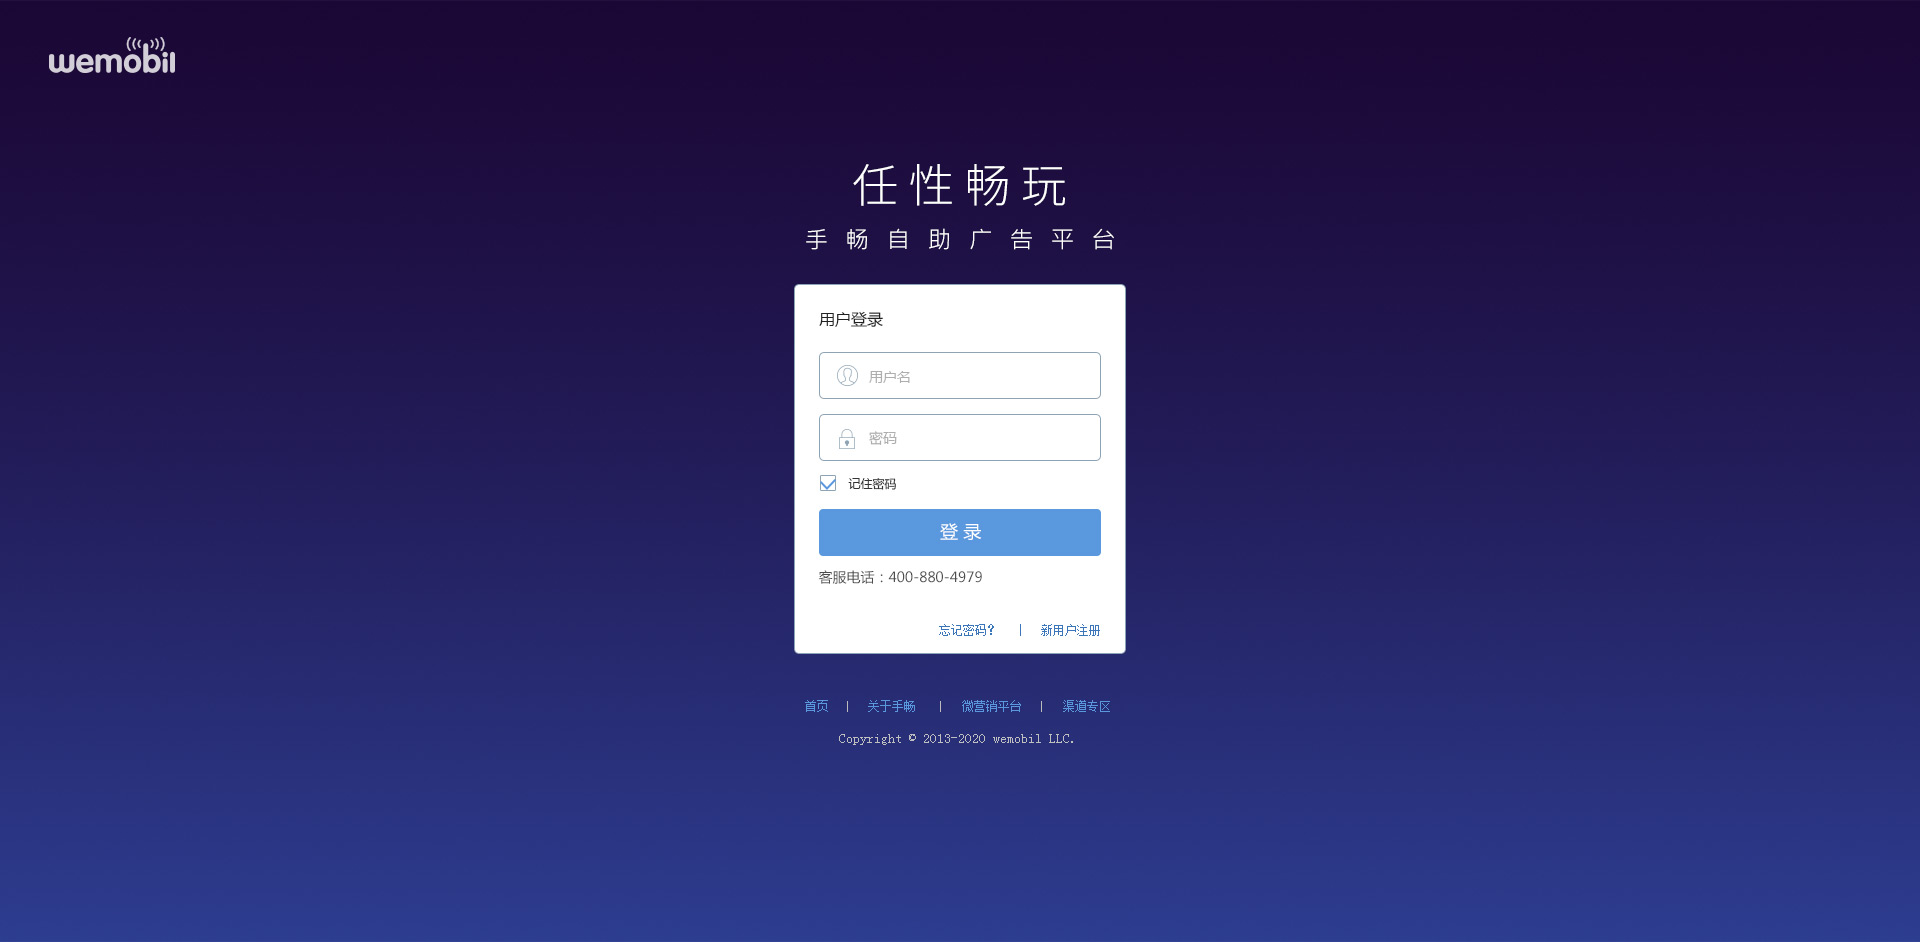 wemobil
任性畅玩
手畅自助广告平台
用户登录
用户名
密码
记住密码
登录
客服电话：400-880-4979
忘记密码？ | 新用户注册
首页 | 关于手畅 | 微营销平台 | 渠道专区
Copyright © 2013-2020 wemobil LLC.